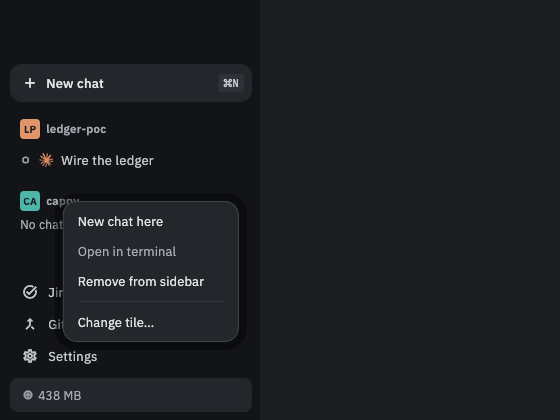 New chat
⌘N
LP
ledger-poc
Wire the ledger
CA
No chat
New chat here
Open in terminal
Remove from sidebar
Change tile...
Settings
438 MB